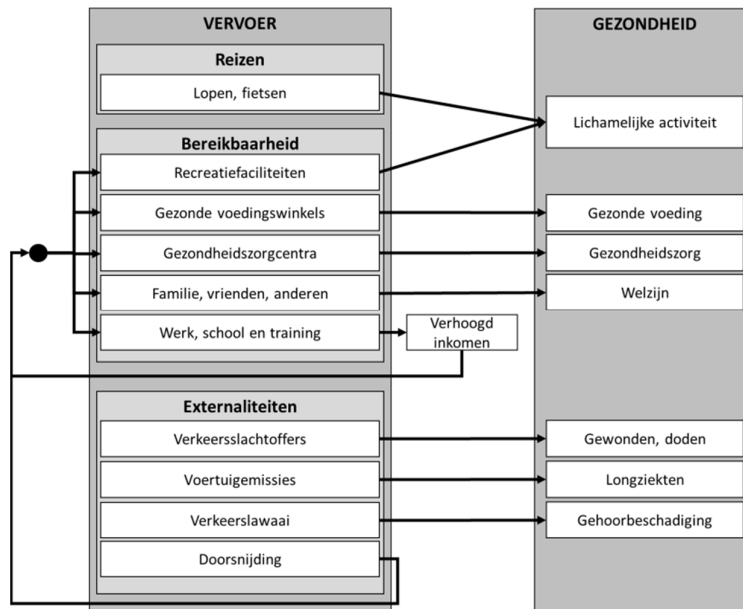 VERVOER
GEZONDHEID
Reizen
Lopen, fietsen
Lichamelijke activiteit
Bereikbaarheid
Recreatiefaciliteiten
Gezonde voedingswinkels
Gezonde voeding
Gezondheidszorgcentra
Gezondheidszorg
Familie, vrienden, anderen
Welzijn
Werk, school en training
Verhoogd
inkomen
Externaliteiten
Verkeersslachtoffers
Gewonden, doden
Voertuigemissies
Longziekten
Verkeerslawaai
Gehoorbeschadiging
Doorsnijding